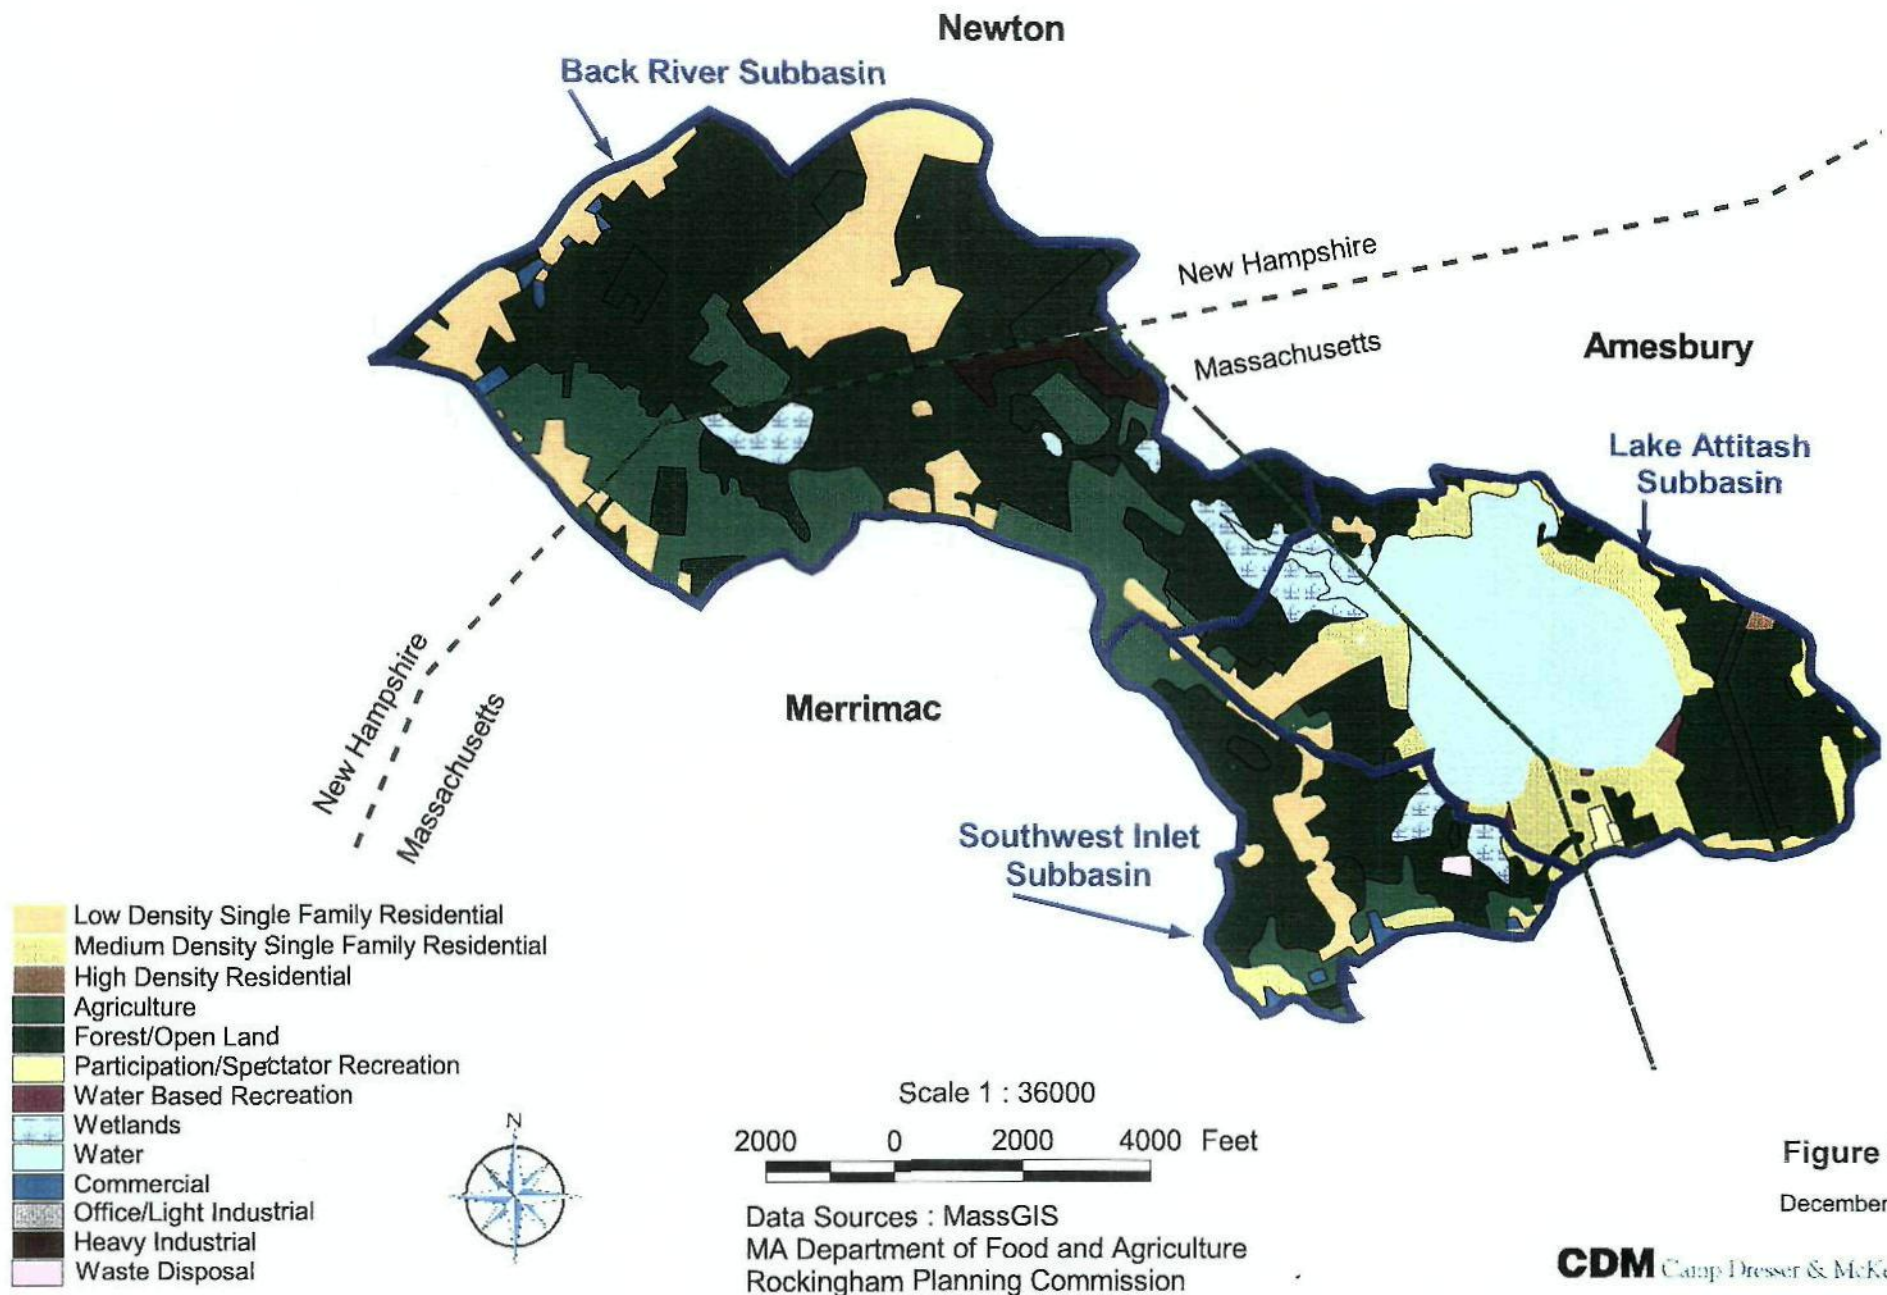 Newton
Back River Subbasin
New Hampshire
Massachusetts
Amesbury
Lake Attitash
Subbasin
Merrimac
New Hampshire
Massachusetts
Southwest Inlet
Subbasin
Low Density Single Family Residential
Medium Density Single Family Residential
High Density Residential
Agriculture
Forest/Open Land
Participation/Spectator Recreation
Water Based Recreation
Wetlands
Water
Commercial
Office/Light Industrial
Heavy Industrial
Waste Disposal
N
Scale 1 : 36000
2000 0 2000 4000 Feet
Data Sources : MassGIS
MA Department of Food and Agriculture
Rockingham Planning Commission
Figure
December
CDM Camp Dresser & McKe